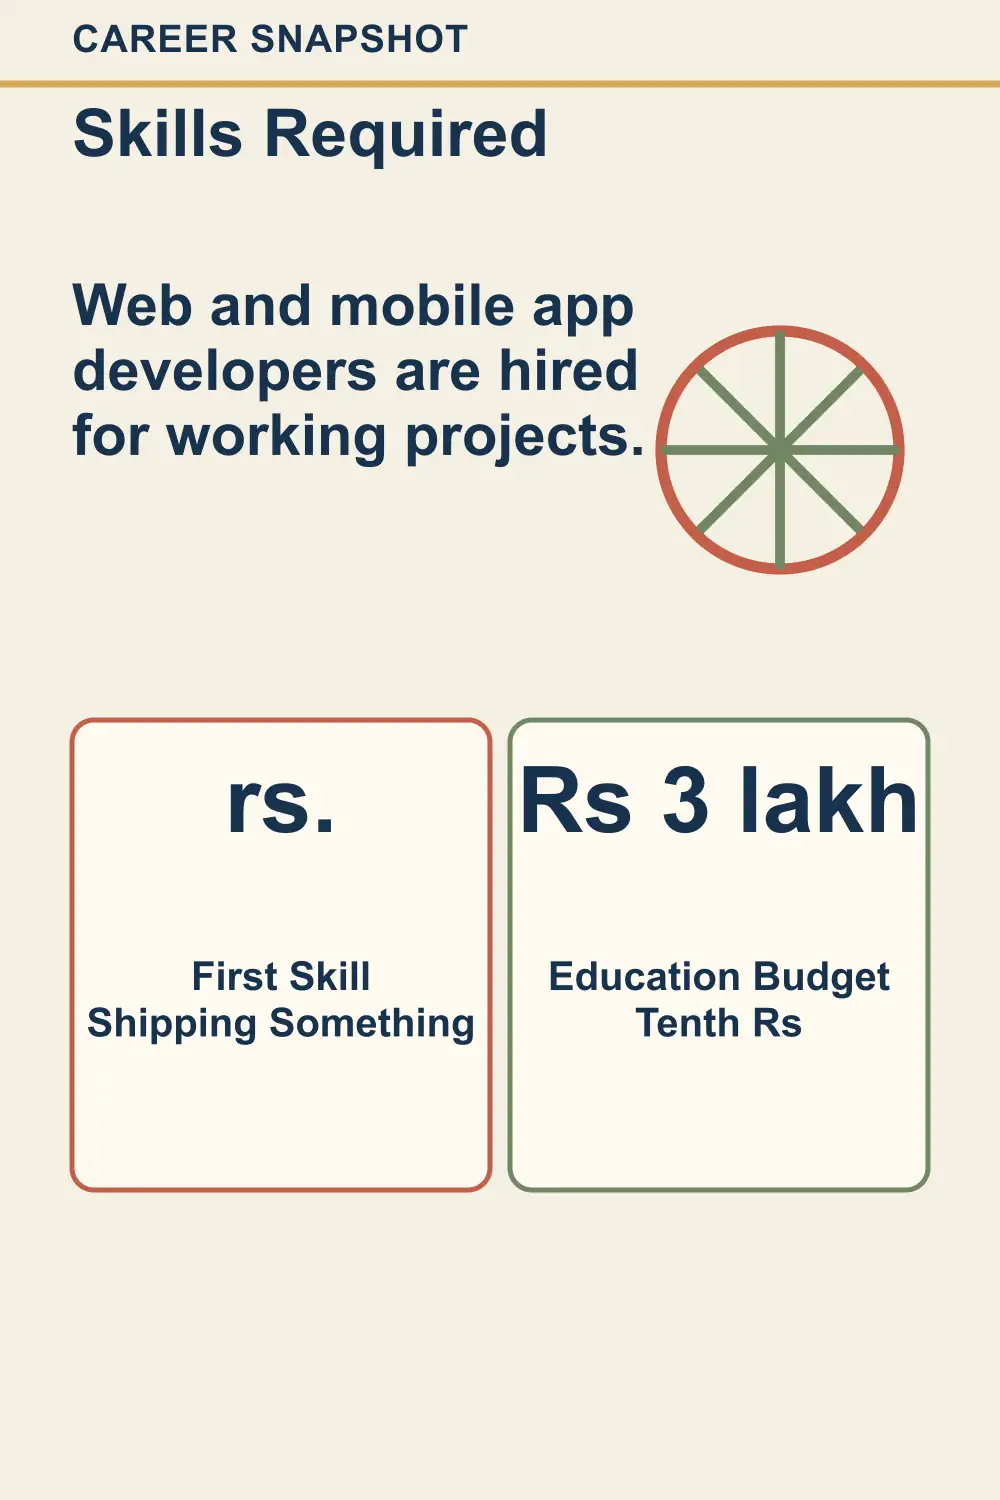 CAREER SNAPSHOT
Skills Required
Web and mobile app
developers are hired
for working projects.
rs.
First Skill
Shipping Something
Rs 3 lakh
Education Budget
Tenth Rs